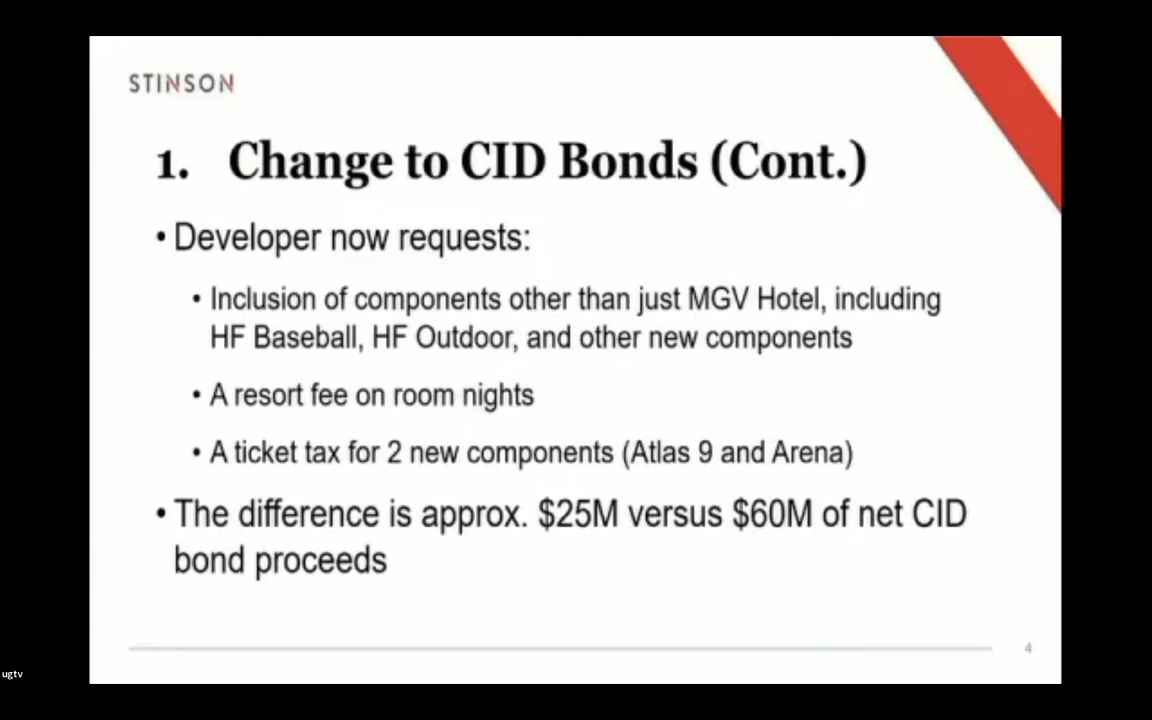 STINSON
1. Change to CID Bonds (Cont.)
• Developer now requests:
• Inclusion of components other than just MGV Hotel, including
HF Baseball, HF Outdoor, and other new components
• A resort fee on room nights
• A ticket tax for 2 new components (Atlas 9 and Arena)
• The difference is approx. $25M versus $60M of net CID
bond proceeds
4
ugtv